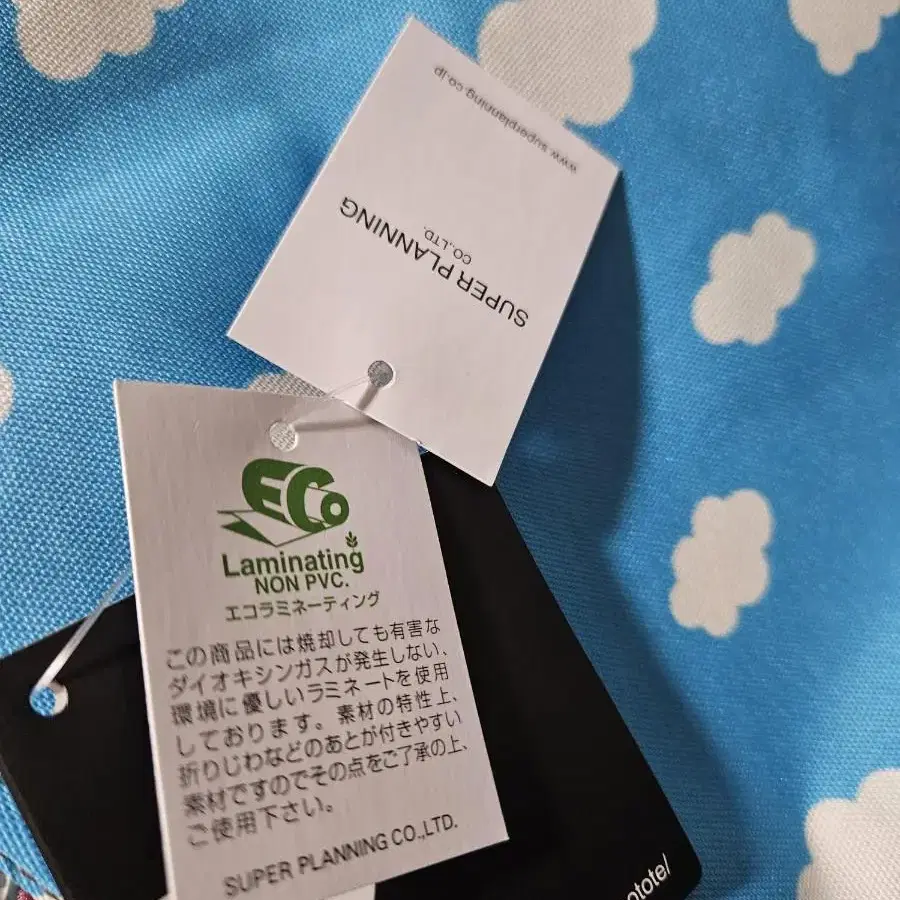 www.superplanning.co.jp
SUPER PLANNING
CO.,LTD.
ECo
Laminating
NON PVC.
エコラミネーティング
この商品には焼却しても有害な
ダイオキシンガスが発生しない、
環境に優しいラミネートを使用
しております。素材の特性上、
折りじわなどのあとが付きやすい
素材ですのでその点をご了承の上、
ご使用下さい。
SUPER PLANNING CO.,LTD.